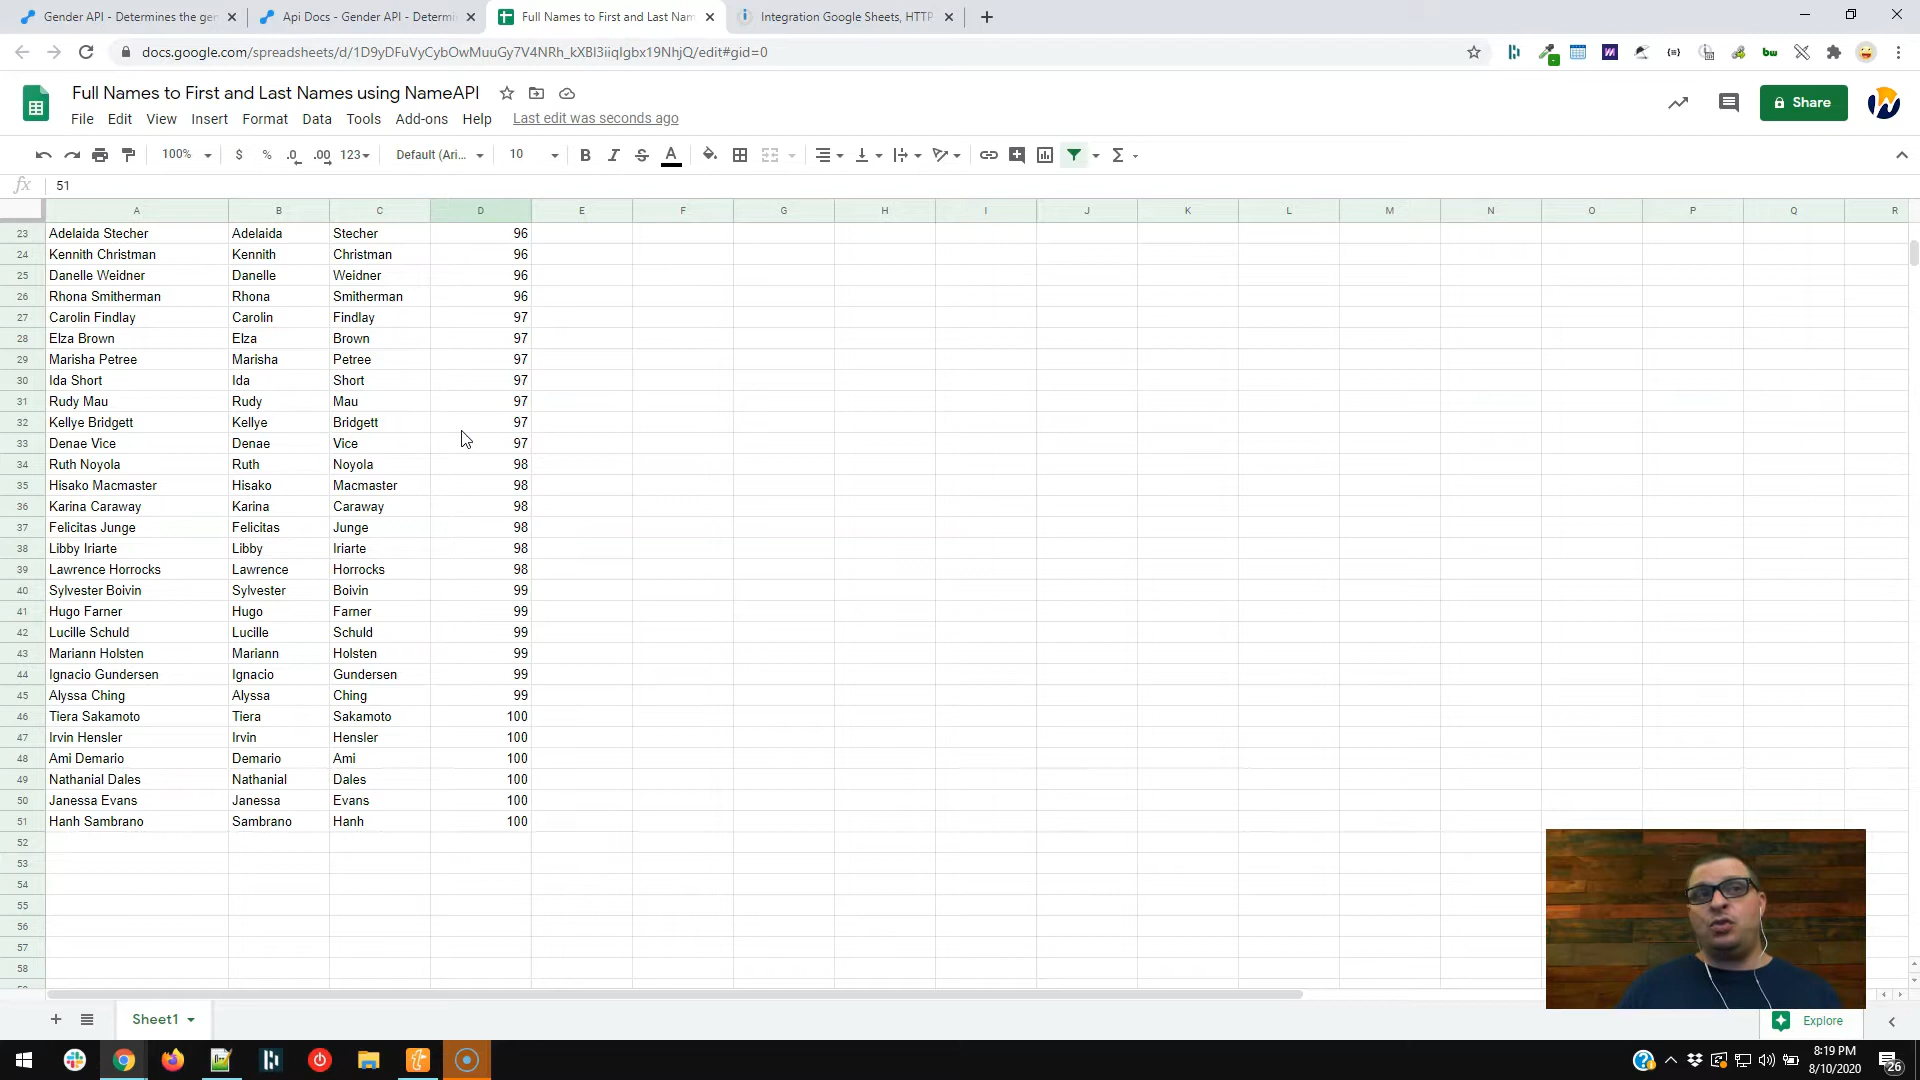 Gender API - Determines the gen
Api Docs - Gender API - Determi
Full Names to First and Last Nam
Integration Google Sheets, HTTP
docs.google.com/spreadsheets/d/1D9yDFuVyCybOwMuuGy7V4NRh_kXBl3iiqIgbx19NhjQ/edit#gid=0
Full Names to First and Last Names using NameAPI
Share
File Edit View Insert Format Data Tools Add-ons Help Last edit was seconds ago
100% $ % .0 .00 123 Default (Ari... 10 B I S A
fx 51
A B C D E F G H I J K L M N O P Q R
23 Adelaida Stecher Adelaida Stecher 96
24 Kennith Christman Kennith Christman 96
25 Danelle Weidner Danelle Weidner 96
26 Rhona Smitherman Rhona Smitherman 96
27 Carolin Findlay Carolin Findlay 97
28 Elza Brown Elza Brown 97
29 Marisha Petree Marisha Petree 97
30 Ida Short Ida Short 97
31 Rudy Mau Rudy Mau 97
32 Kellye Bridgett Kellye Bridgett 97
33 Denae Vice Denae Vice 97
34 Ruth Noyola Ruth Noyola 98
35 Hisako Macmaster Hisako Macmaster 98
36 Karina Caraway Karina Caraway 98
37 Felicitas Junge Felicitas Junge 98
38 Libby Iriarte Libby Iriarte 98
39 Lawrence Horrocks Lawrence Horrocks 98
40 Sylvester Boivin Sylvester Boivin 99
41 Hugo Farner Hugo Farner 99
42 Lucille Schuld Lucille Schuld 99
43 Mariann Holsten Mariann Holsten 99
44 Ignacio Gundersen Ignacio Gundersen 99
45 Alyssa Ching Alyssa Ching 99
46 Tiera Sakamoto Tiera Sakamoto 100
47 Irvin Hensler Irvin Hensler 100
48 Ami Demario Demario Ami 100
49 Nathanial Dales Nathanial Dales 100
50 Janessa Evans Janessa Evans 100
51 Hanh Sambrano Sambrano Hanh 100
52
53
54
55
56
57
58
Sheet1
Explore
8:19 PM
8/10/2020
26